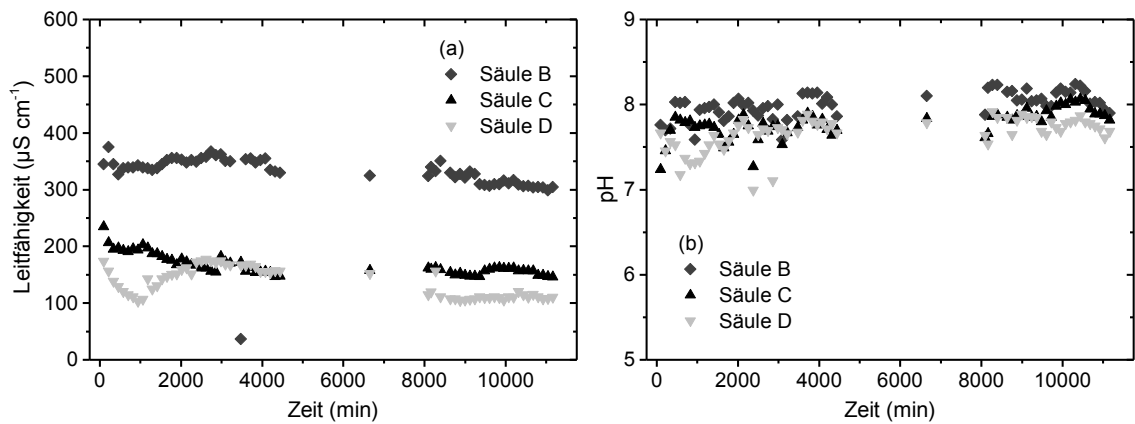 600
500
400
300
200
100
0
Leitfähigkeit (µS cm-1)
(a)
Säule B
Säule C
Säule D
0 2000 4000 6000 8000 10000
Zeit (min)
9
8
7
6
5
pH
(b)
Säule B
Säule C
Säule D
0 2000 4000 6000 8000 10000
Zeit (min)